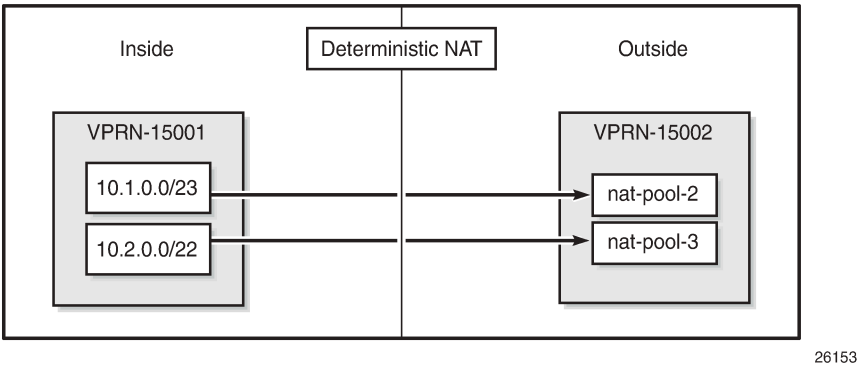 Inside
Deterministic NAT
Outside
VPRN-15001
VPRN-15002
10.1.0.0/23
nat-pool-2
10.2.0.0/22
nat-pool-3
26153